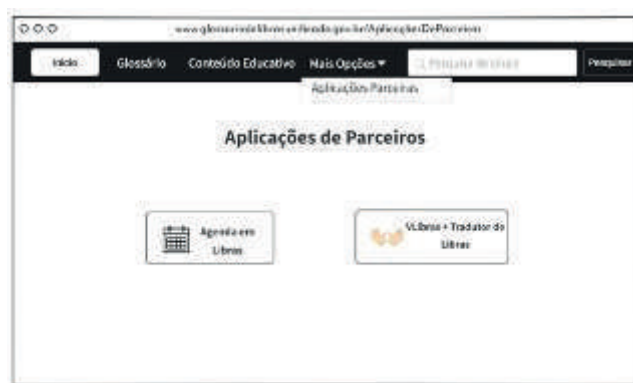 Início Glossário Conteúdo Educativo Mais Opções ▼ Pesquisar
Aplicações Parceiras
Aplicações de Parceiros
Agenda em
Libras
VLibras + Tradutor de
Libras